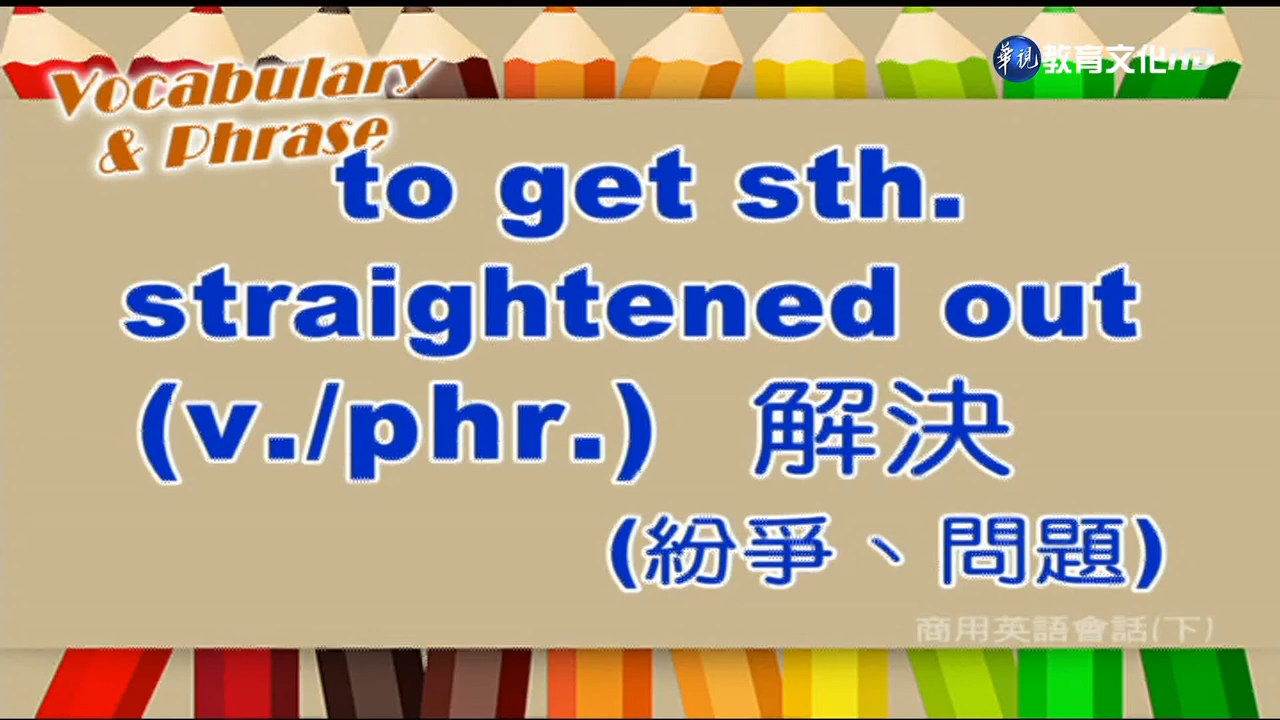 華視 教育文化HD
Vocabulary
& Phrase
to get sth.
straightened out
(v./phr.) 解決
(紛爭、問題)
商用英語會話(下)